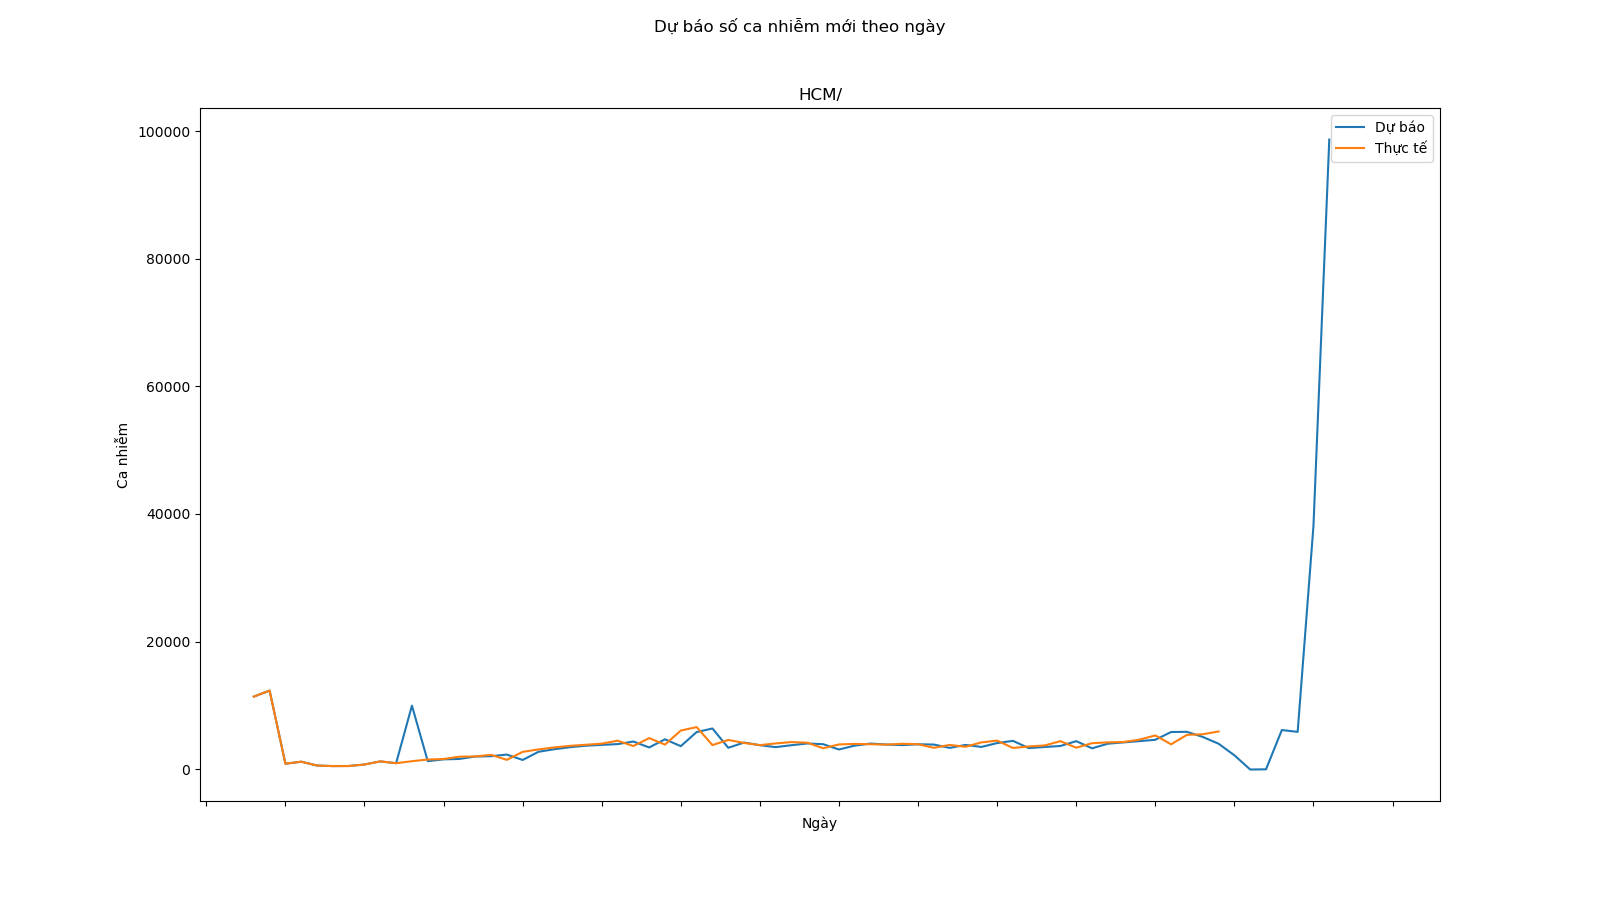 Dự báo số ca nhiễm mới theo ngày
HCM/
Dự báo
Thực tế
100000
80000
60000
40000
20000
0
Ca nhiễm
Ngày